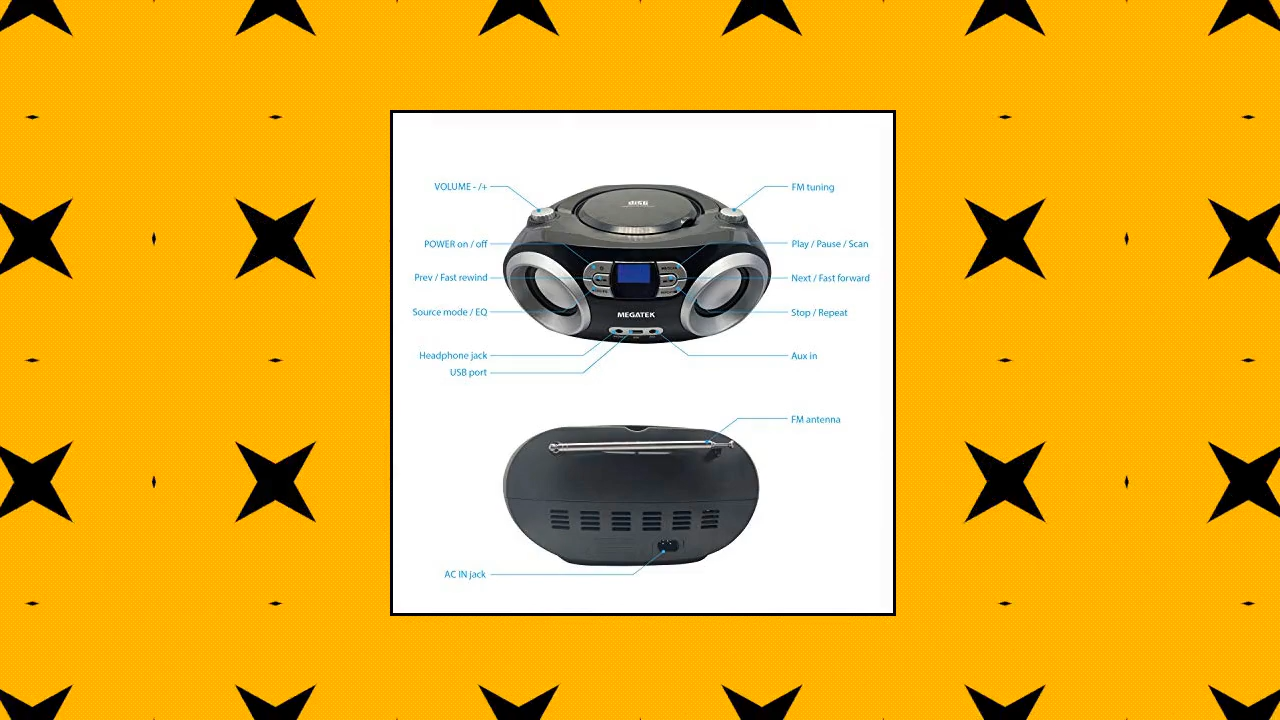 VOLUME - /+
FM tuning
disc
POWER on / off
Play / Pause / Scan
Prev / Fast rewind
Next / Fast forward
Source mode / EQ
Stop / Repeat
MEGATEK
Headphone jack
Aux in
USB port
FM antenna
AC IN jack